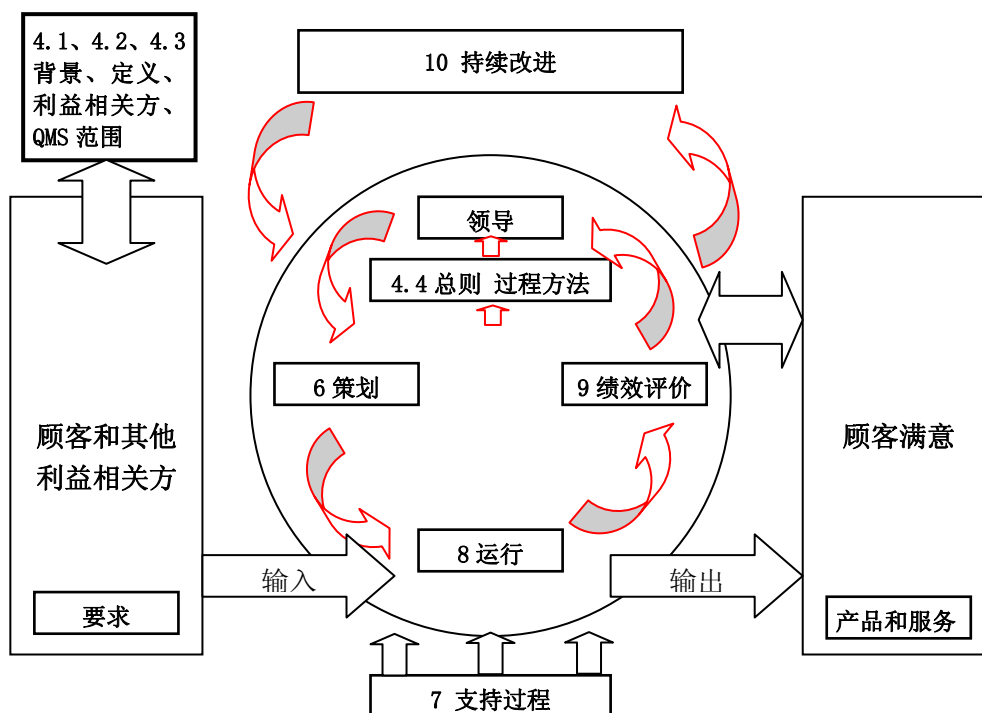 4.1、4.2、4.3
背景、定义、
利益相关方、
QMS 范围
10 持续改进
领导
4.4 总则 过程方法
6 策划
9 绩效评价
顾客和其他
利益相关方
顾客满意
8 运行
输入
输出
要求
产品和服务
7 支持过程